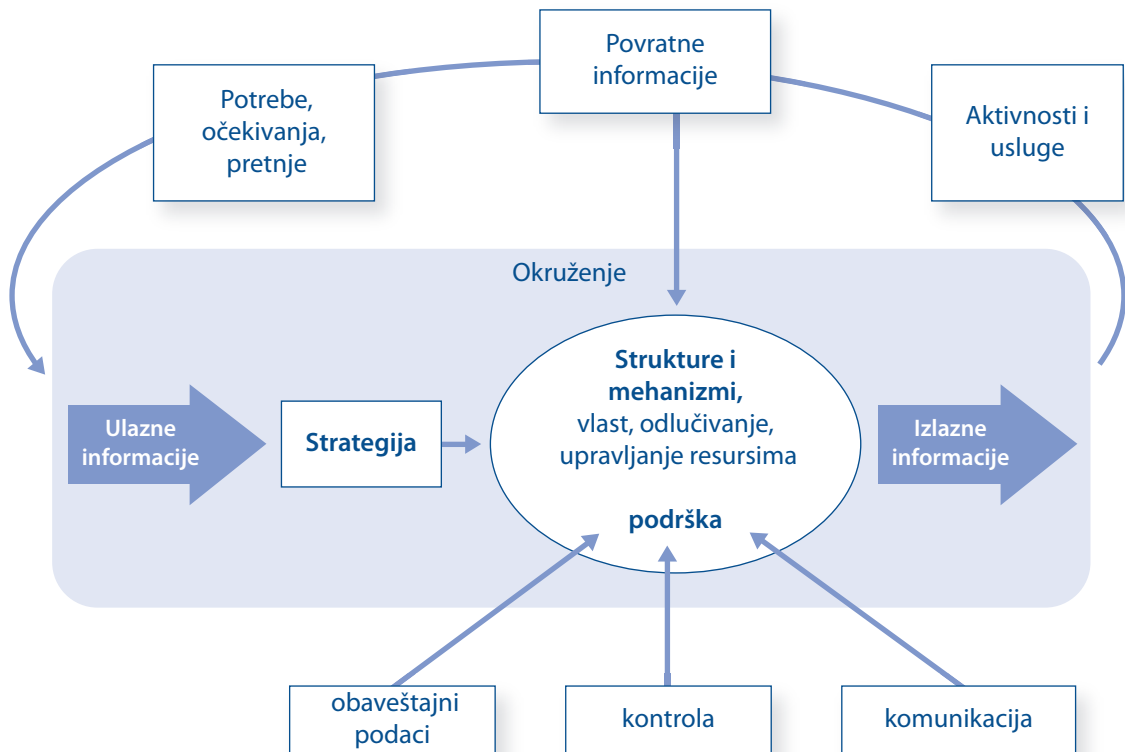 Povratne
informacije
Potrebe,
očekivanja,
pretnje
Aktivnosti i
usluge
Okruženje
Ulazne
informacije
Strategija
Strukture i
mehanizmi,
vlast, odlučivanje,
upravljanje resursima
podrška
Izlazne
informacije
obaveštajni
podaci
kontrola
komunikacija